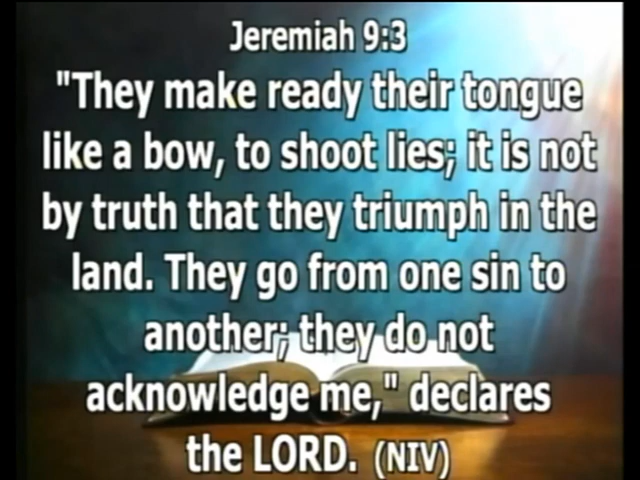 Jeremiah 9:3
"They make ready their tongue
like a bow, to shoot lies; it is not
by truth that they triumph in the
land. They go from one sin to
another; they do not
acknowledge me," declares
the LORD. (NIV)